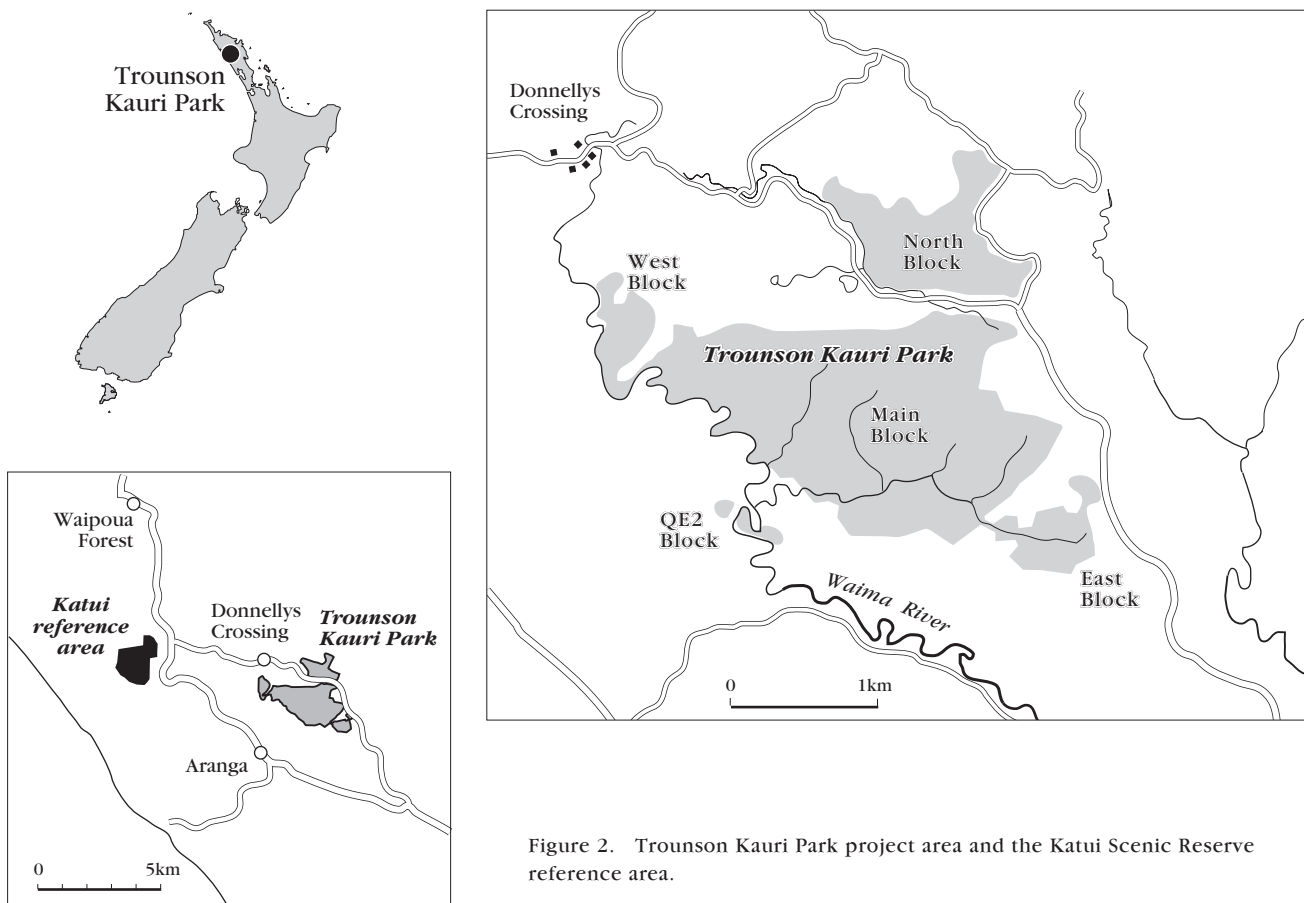 Trounson
Kauri Park
Donnellys
Crossing
North
Block
West
Block
Trounson Kauri Park
Main
Block
QE2
Block
East
Block
Waima River
0 1km
Waipoua
Forest
Katui
reference
area
Donnellys
Crossing
Trounson
Kauri Park
Aranga
0 5km
Figure 2. Trounson Kauri Park project area and the Katui Scenic Reserve
reference area.